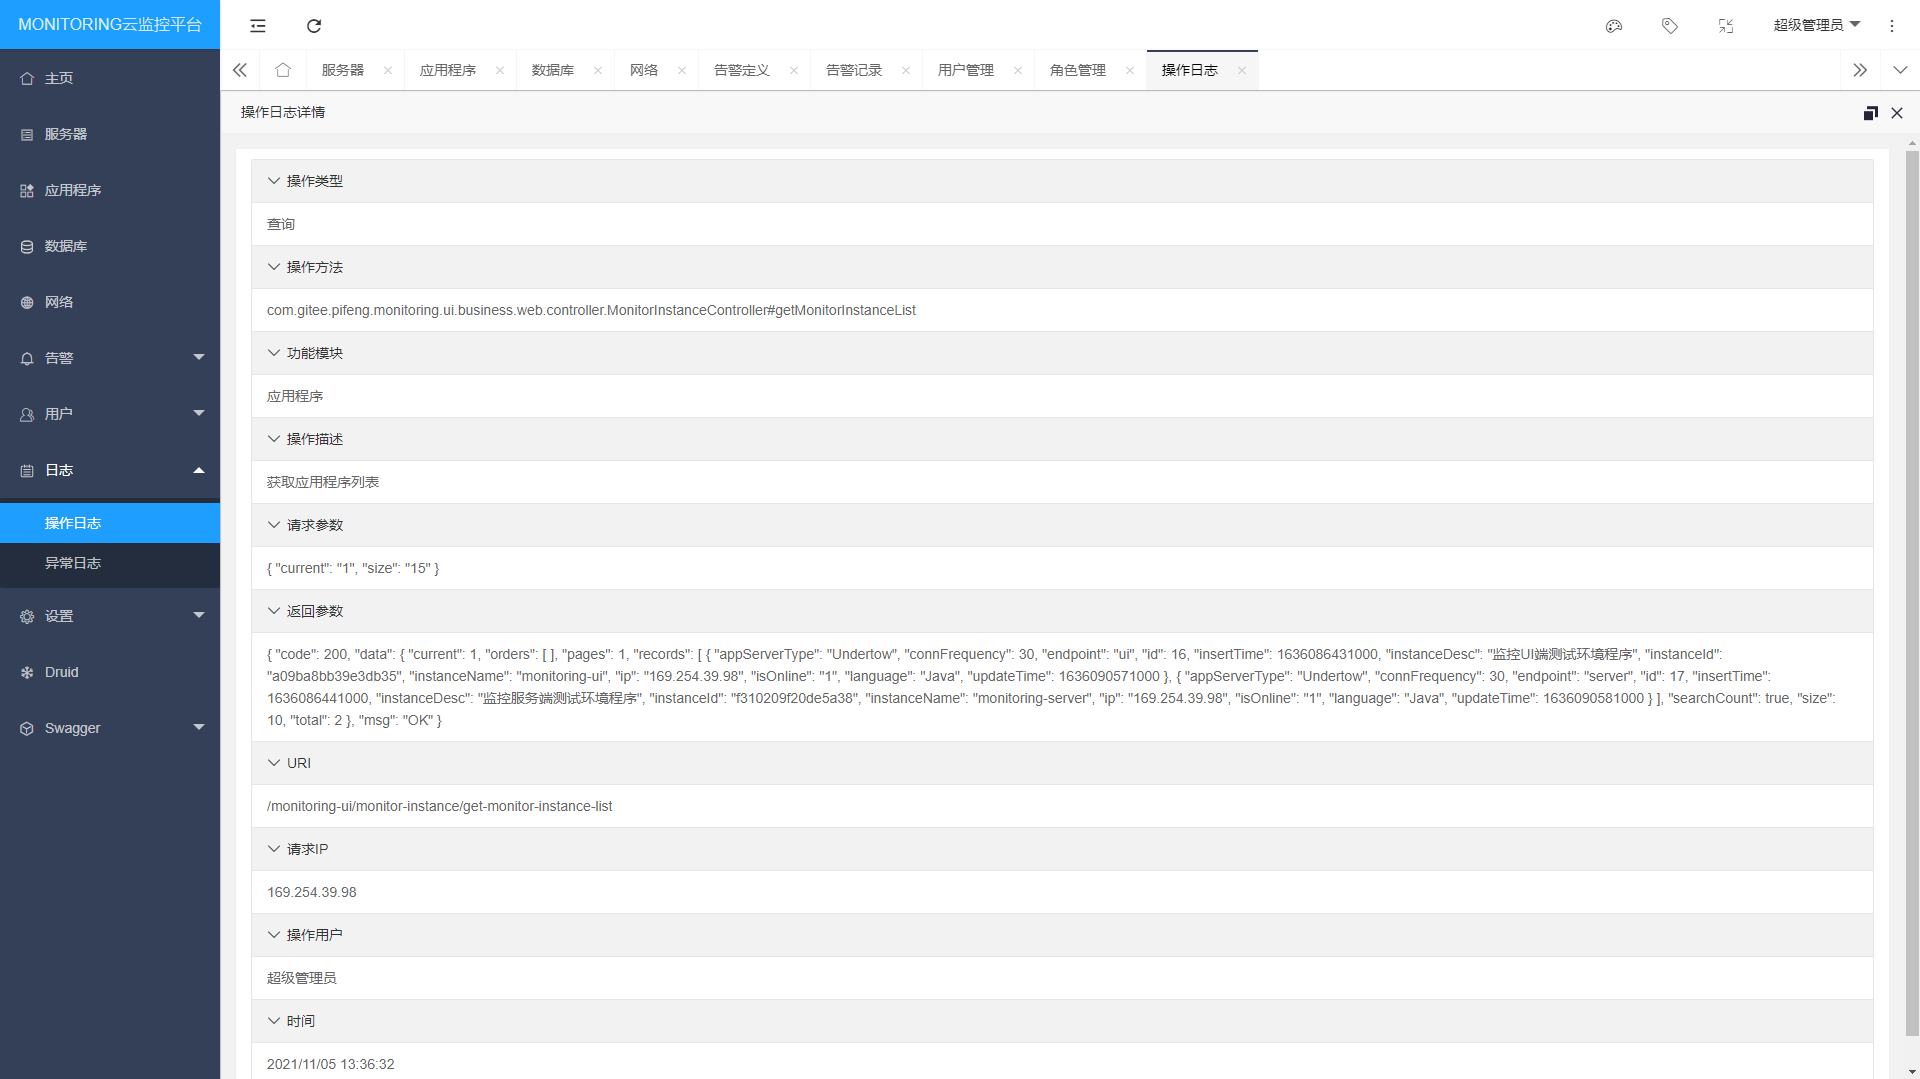 MONITORING云监控平台
超级管理员
主页
服务器
应用程序
数据库
网络
告警
用户
日志
操作日志
异常日志
设置
Druid
Swagger
服务器
应用程序
数据库
网络
告警定义
告警记录
用户管理
角色管理
操作日志
操作日志详情
操作类型
查询
操作方法
com.gitee.pifeng.monitoring.ui.business.web.controller.MonitorInstanceController#getMonitorInstanceList
功能模块
应用程序
操作描述
获取应用程序列表
请求参数
{ "current": "1", "size": "15" }
返回参数
{ "code": 200, "data": { "current": 1, "orders": [ ], "pages": 1, "records": [ { "appServerType": "Undertow", "connFrequency": 30, "endpoint": "ui", "id": 16, "insertTime": 1636086431000, "instanceDesc": "监控UI端测试环境程序", "instanceId":
"a09ba8bb39e3db35", "instanceName": "monitoring-ui", "ip": "169.254.39.98", "isOnline": "1", "language": "Java", "updateTime": 1636090571000 }, { "appServerType": "Undertow", "connFrequency": 30, "endpoint": "server", "id": 17, "insertTime":
1636086441000, "instanceDesc": "监控服务端测试环境程序", "instanceId": "f310209f20de5a38", "instanceName": "monitoring-server", "ip": "169.254.39.98", "isOnline": "1", "language": "Java", "updateTime": 1636090581000 } ], "searchCount": true, "size":
10, "total": 2 }, "msg": "OK" }
URI
/monitoring-ui/monitor-instance/get-monitor-instance-list
请求IP
169.254.39.98
操作用户
超级管理员
时间
2021/11/05 13:36:32